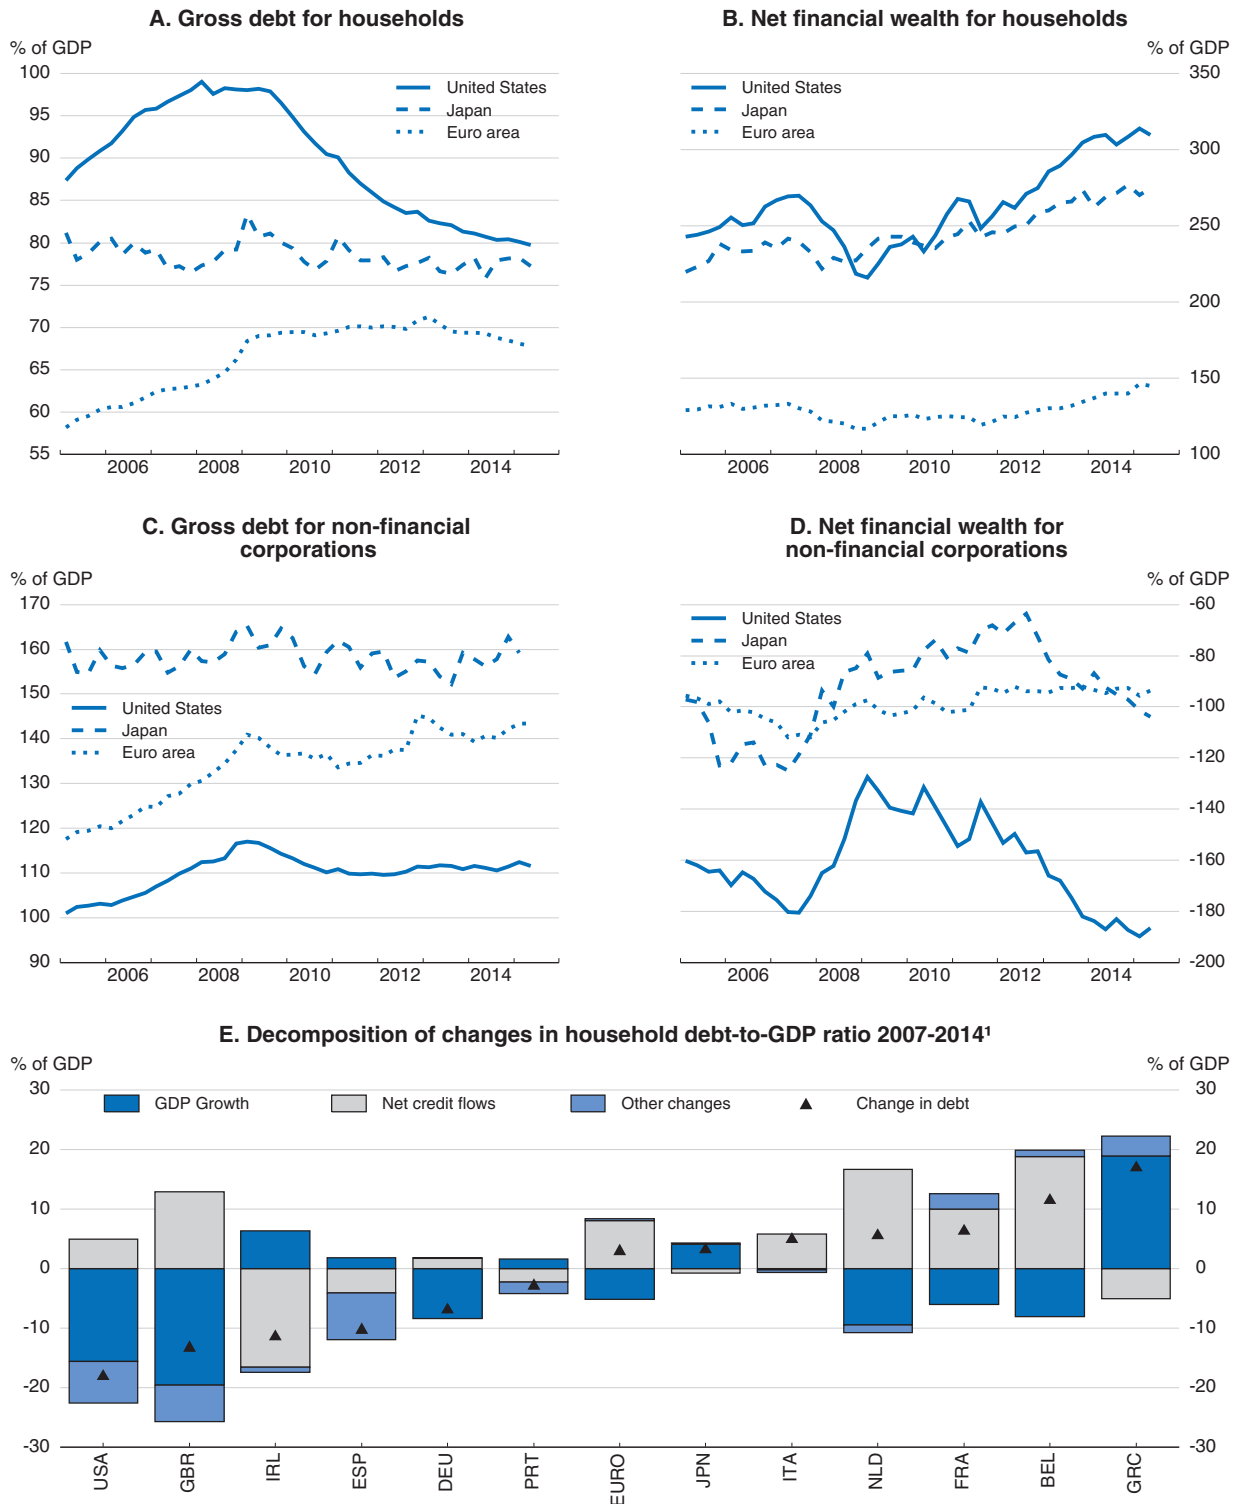 A. Gross debt for households
% of GDP
100
95
90
85
80
75
70
65
60
55
United States
Japan
Euro area
2006 2008 2010 2012 2014
B. Net financial wealth for households
% of GDP
350
300
250
200
150
100
United States
Japan
Euro area
2006 2008 2010 2012 2014
C. Gross debt for non-financial
corporations
% of GDP
170
160
150
140
130
120
110
100
90
United States
Japan
Euro area
2006 2008 2010 2012 2014
D. Net financial wealth for
non-financial corporations
% of GDP
-60
-80
-100
-120
-140
-160
-180
-200
United States
Japan
Euro area
2006 2008 2010 2012 2014
E. Decomposition of changes in household debt-to-GDP ratio 2007-2014¹
% of GDP % of GDP
30 30
GDP Growth Net credit flows Other changes Change in debt
20 20
10 10
0 0
-10 -10
-20 -20
-30 -30
USA GBR IRL ESP DEU PRT EURO JPN ITA NLD FRA BEL GRC